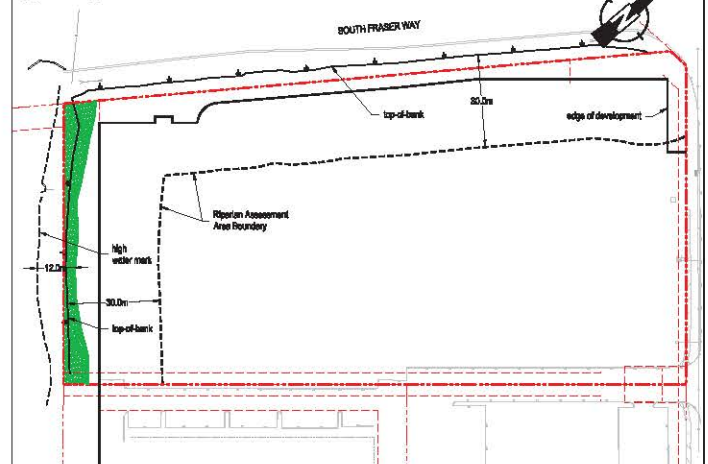 SOUTH FRASER WAY
N
top-of-bank
30.0m
edge of development
Riparian Assessment
Area Boundary
high
water mark
12.0m
30.0m
top-of-bank